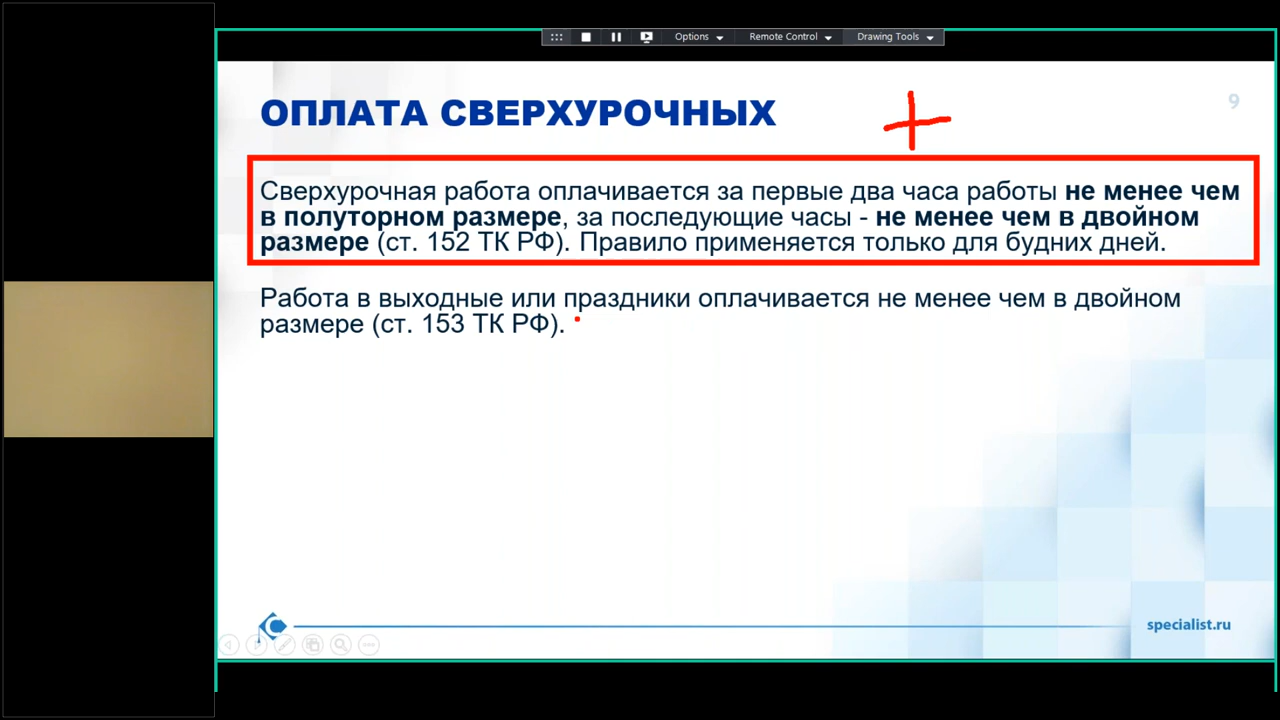 Options
Remote Control
Drawing Tools
ОПЛАТА СВЕРХУРОЧНЫХ
9
Сверхурочная работа оплачивается за первые два часа работы не менее чем
в полуторном размере, за последующие часы - не менее чем в двойном
размере (ст. 152 ТК РФ). Правило применяется только для будних дней.
Работа в выходные или праздники оплачивается не менее чем в двойном
размере (ст. 153 ТК РФ).
specialist.ru